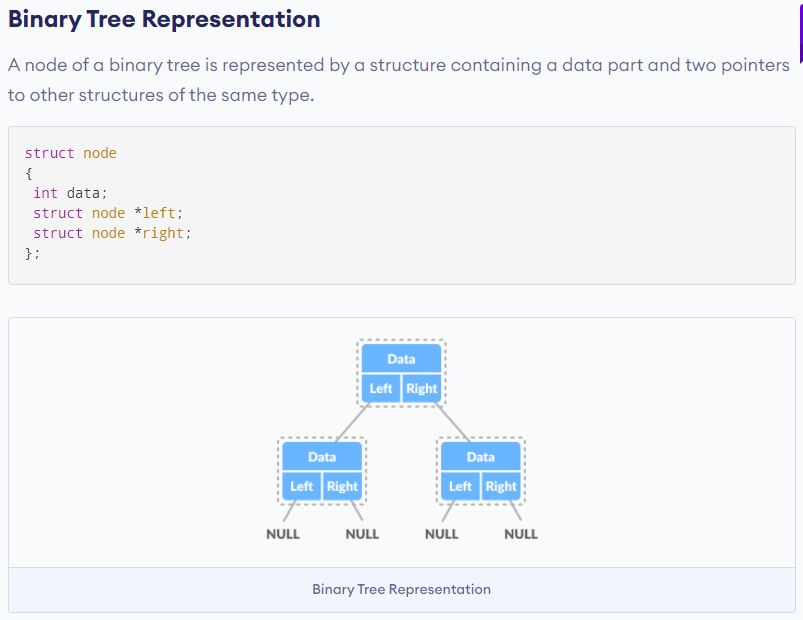 Binary Tree Representation
A node of a binary tree is represented by a structure containing a data part and two pointers
to other structures of the same type.
struct node
{
 int data;
 struct node *left;
 struct node *right;
};
Data
Left Right
Data Data
Left Right Left Right
NULL NULL NULL NULL
Binary Tree Representation